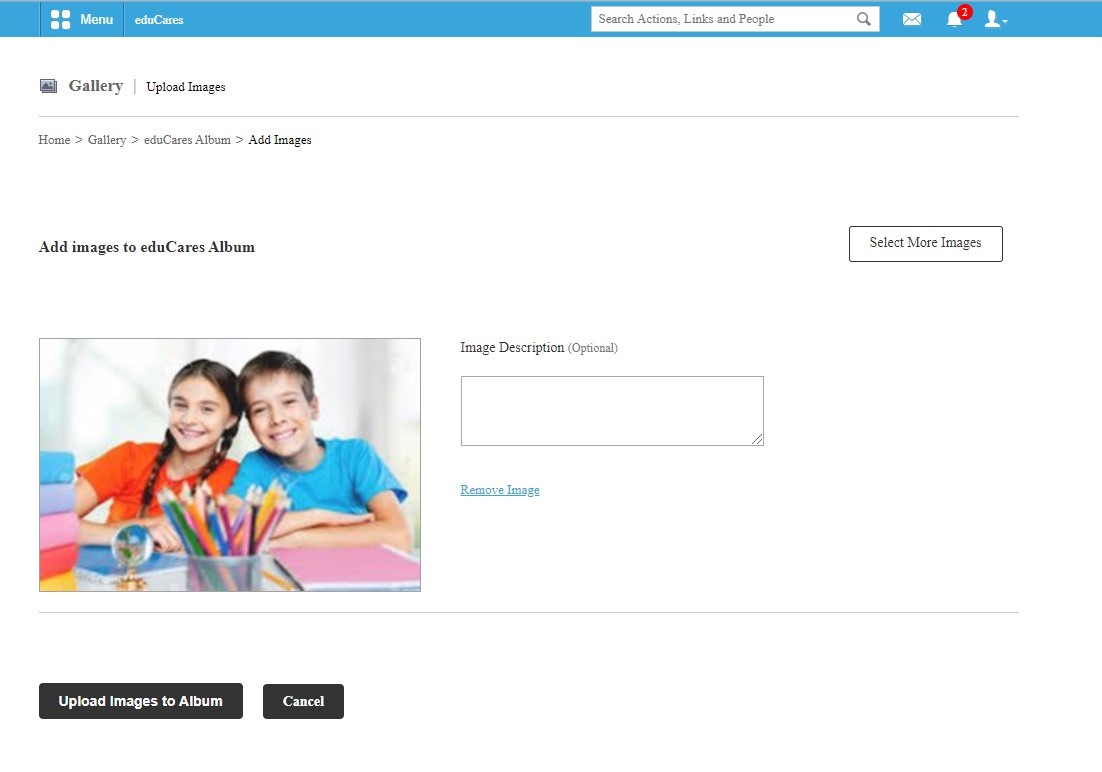 Menu eduCares Search Actions, Links and People 2
Gallery | Upload Images
Home > Gallery > eduCares Album > Add Images
Add images to eduCares Album Select More Images
Image Description (Optional)
Remove Image
Upload Images to Album Cancel